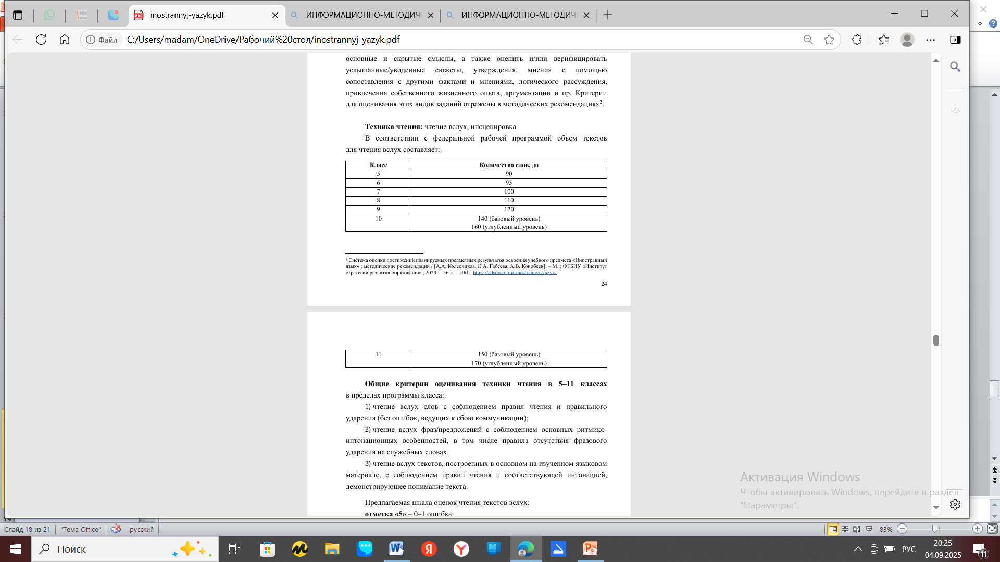 inostrannyj-yazyk.pdf
ИНФОРМАЦИОННО-МЕТОДИЧ
ИНФОРМАЦИОННО-МЕТОДИЧ
Файл
C:/Users/madam/OneDrive/Рабочий%20стол/inostrannyj-yazyk.pdf
основные и скрытые смыслы, а также оценить и/или верифицировать
услышанные/увиденные сюжеты, утверждения, мнения с помощью
сопоставления с другими фактами и мнениями, логического рассуждения,
привлечения собственного жизненного опыта, аргументации и пр. Критерии
для оценивания этих видов заданий отражены в методических рекомендациях².
Техника чтения: чтение вслух, инсценировка.
В соответствии с федеральной рабочей программой объем текстов
для чтения вслух составляет:
Класс Количество слов, до
5 90
6 95
7 100
8 110
9 120
10 140 (базовый уровень)
160 (углубленный уровень)
² Система оценки достижений планируемых предметных результатов освоения учебного предмета «Иностранный
язык» : методические рекомендации / [А.А. Колесников, К.А. Габеева, А.В. Конобеев]. – М. : ФГБНУ «Институт
стратегии развития образования», 2023. – 56 с. – URL: https://edsoo.ru/mr-inostrannyj-yazyk/
24
11 150 (базовый уровень)
170 (углубленный уровень)
Общие критерии оценивания техники чтения в 5–11 классах
в пределах программы класса:
1) чтение вслух слов с соблюдением правил чтения и правильного
ударения (без ошибок, ведущих к сбою коммуникации);
2) чтение вслух фраз/предложений с соблюдением основных ритмико-
интонационных особенностей, в том числе правила отсутствия фразового
ударения на служебных словах.
3) чтение вслух текстов, построенных в основном на изученном языковом
материале, с соблюдением правил чтения и соответствующей интонацией,
демонстрирующее понимание текста.
Предлагаемая шкала оценок чтения текстов вслух:
отметка «5» – 0–1 ошибка;
Активация Windows
Чтобы активировать Windows, перейдите в раздел
"Параметры".
19
Слайд 18 из 21
"Тема Office"
русский
83%
Поиск
РУС
20:25
04.09.2025
11